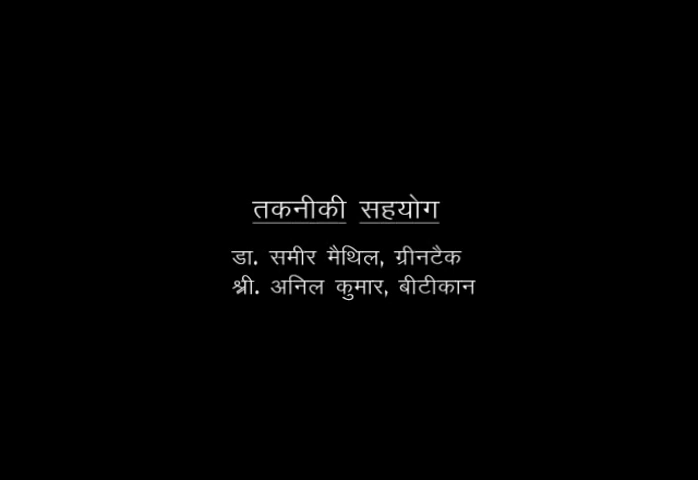 तकनीकी सहयोग
डा. समीर मैथिल, ग्रीनटैक
श्री. अनिल कुमार, बीटीकान